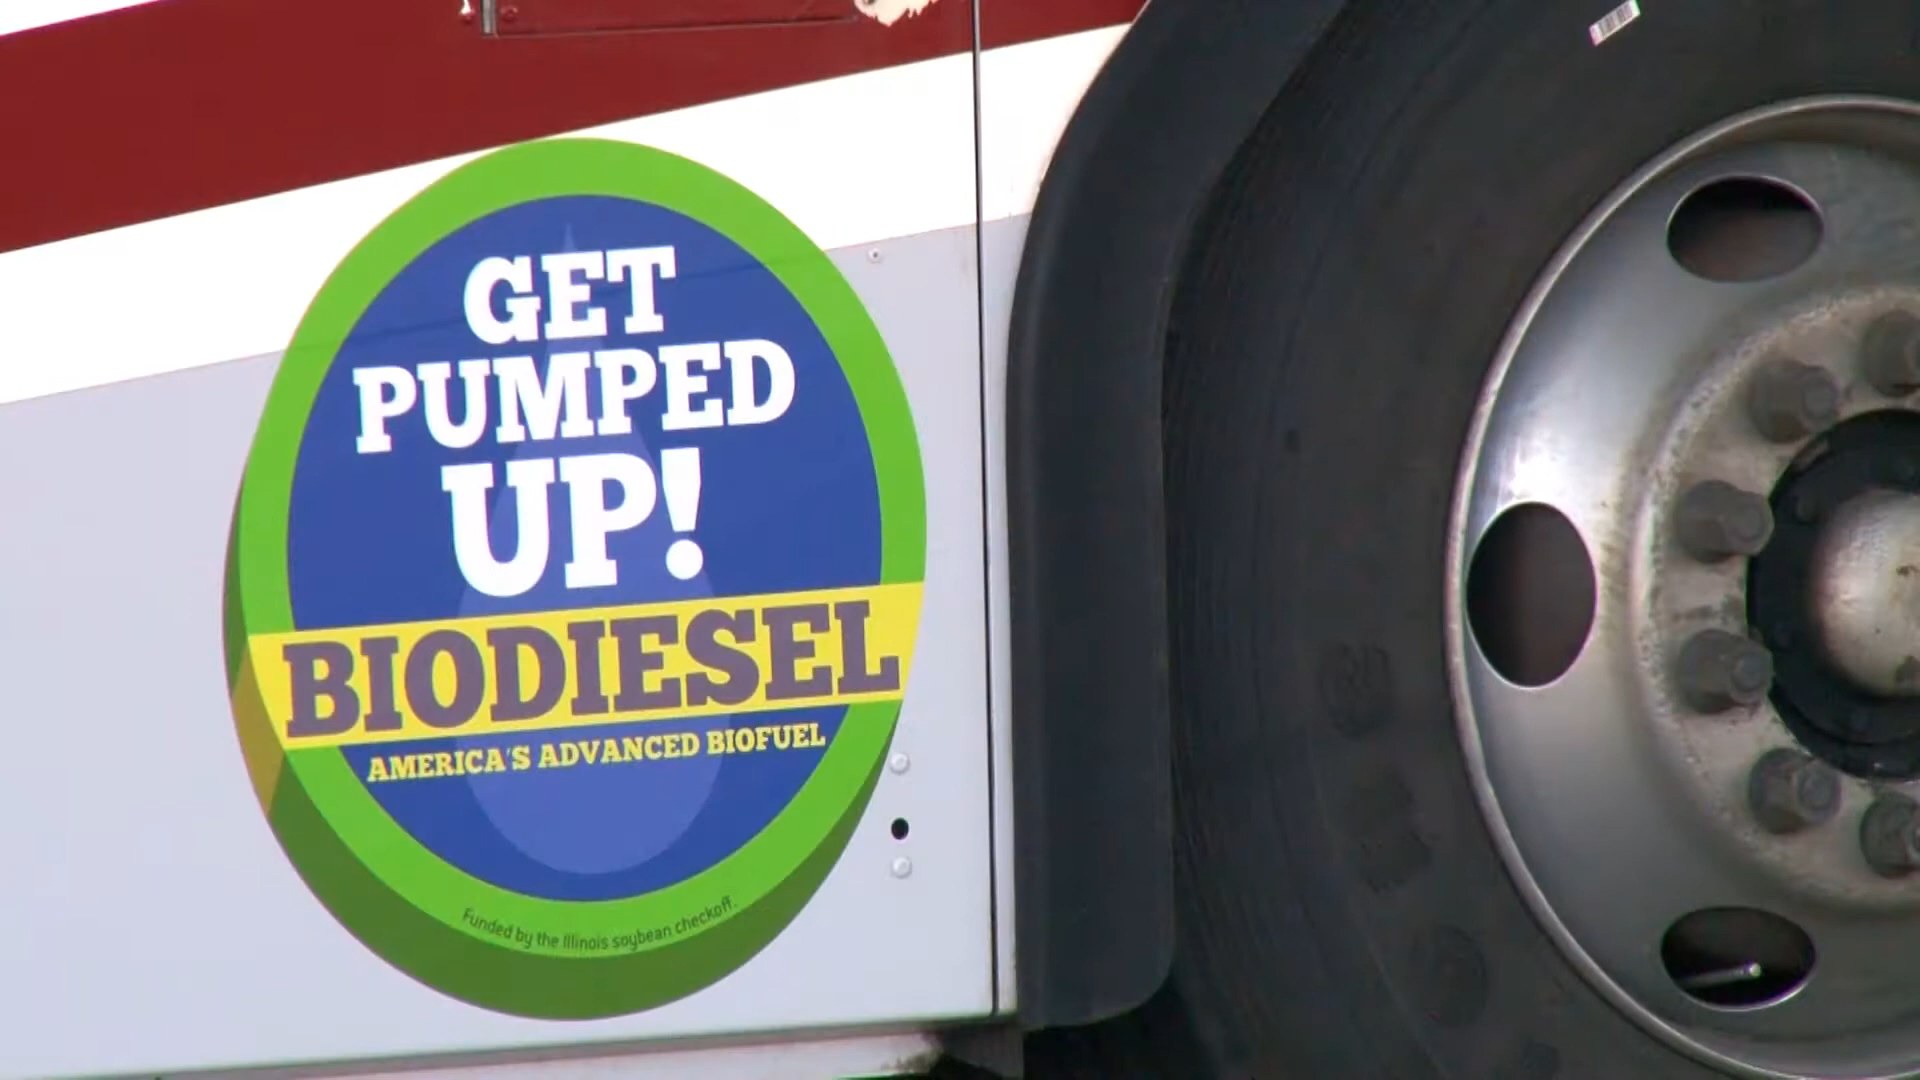 GET
PUMPED
UP!
BIODIESEL
AMERICA'S ADVANCED BIOFUEL
Funded by the Illinois soybean checkoff.